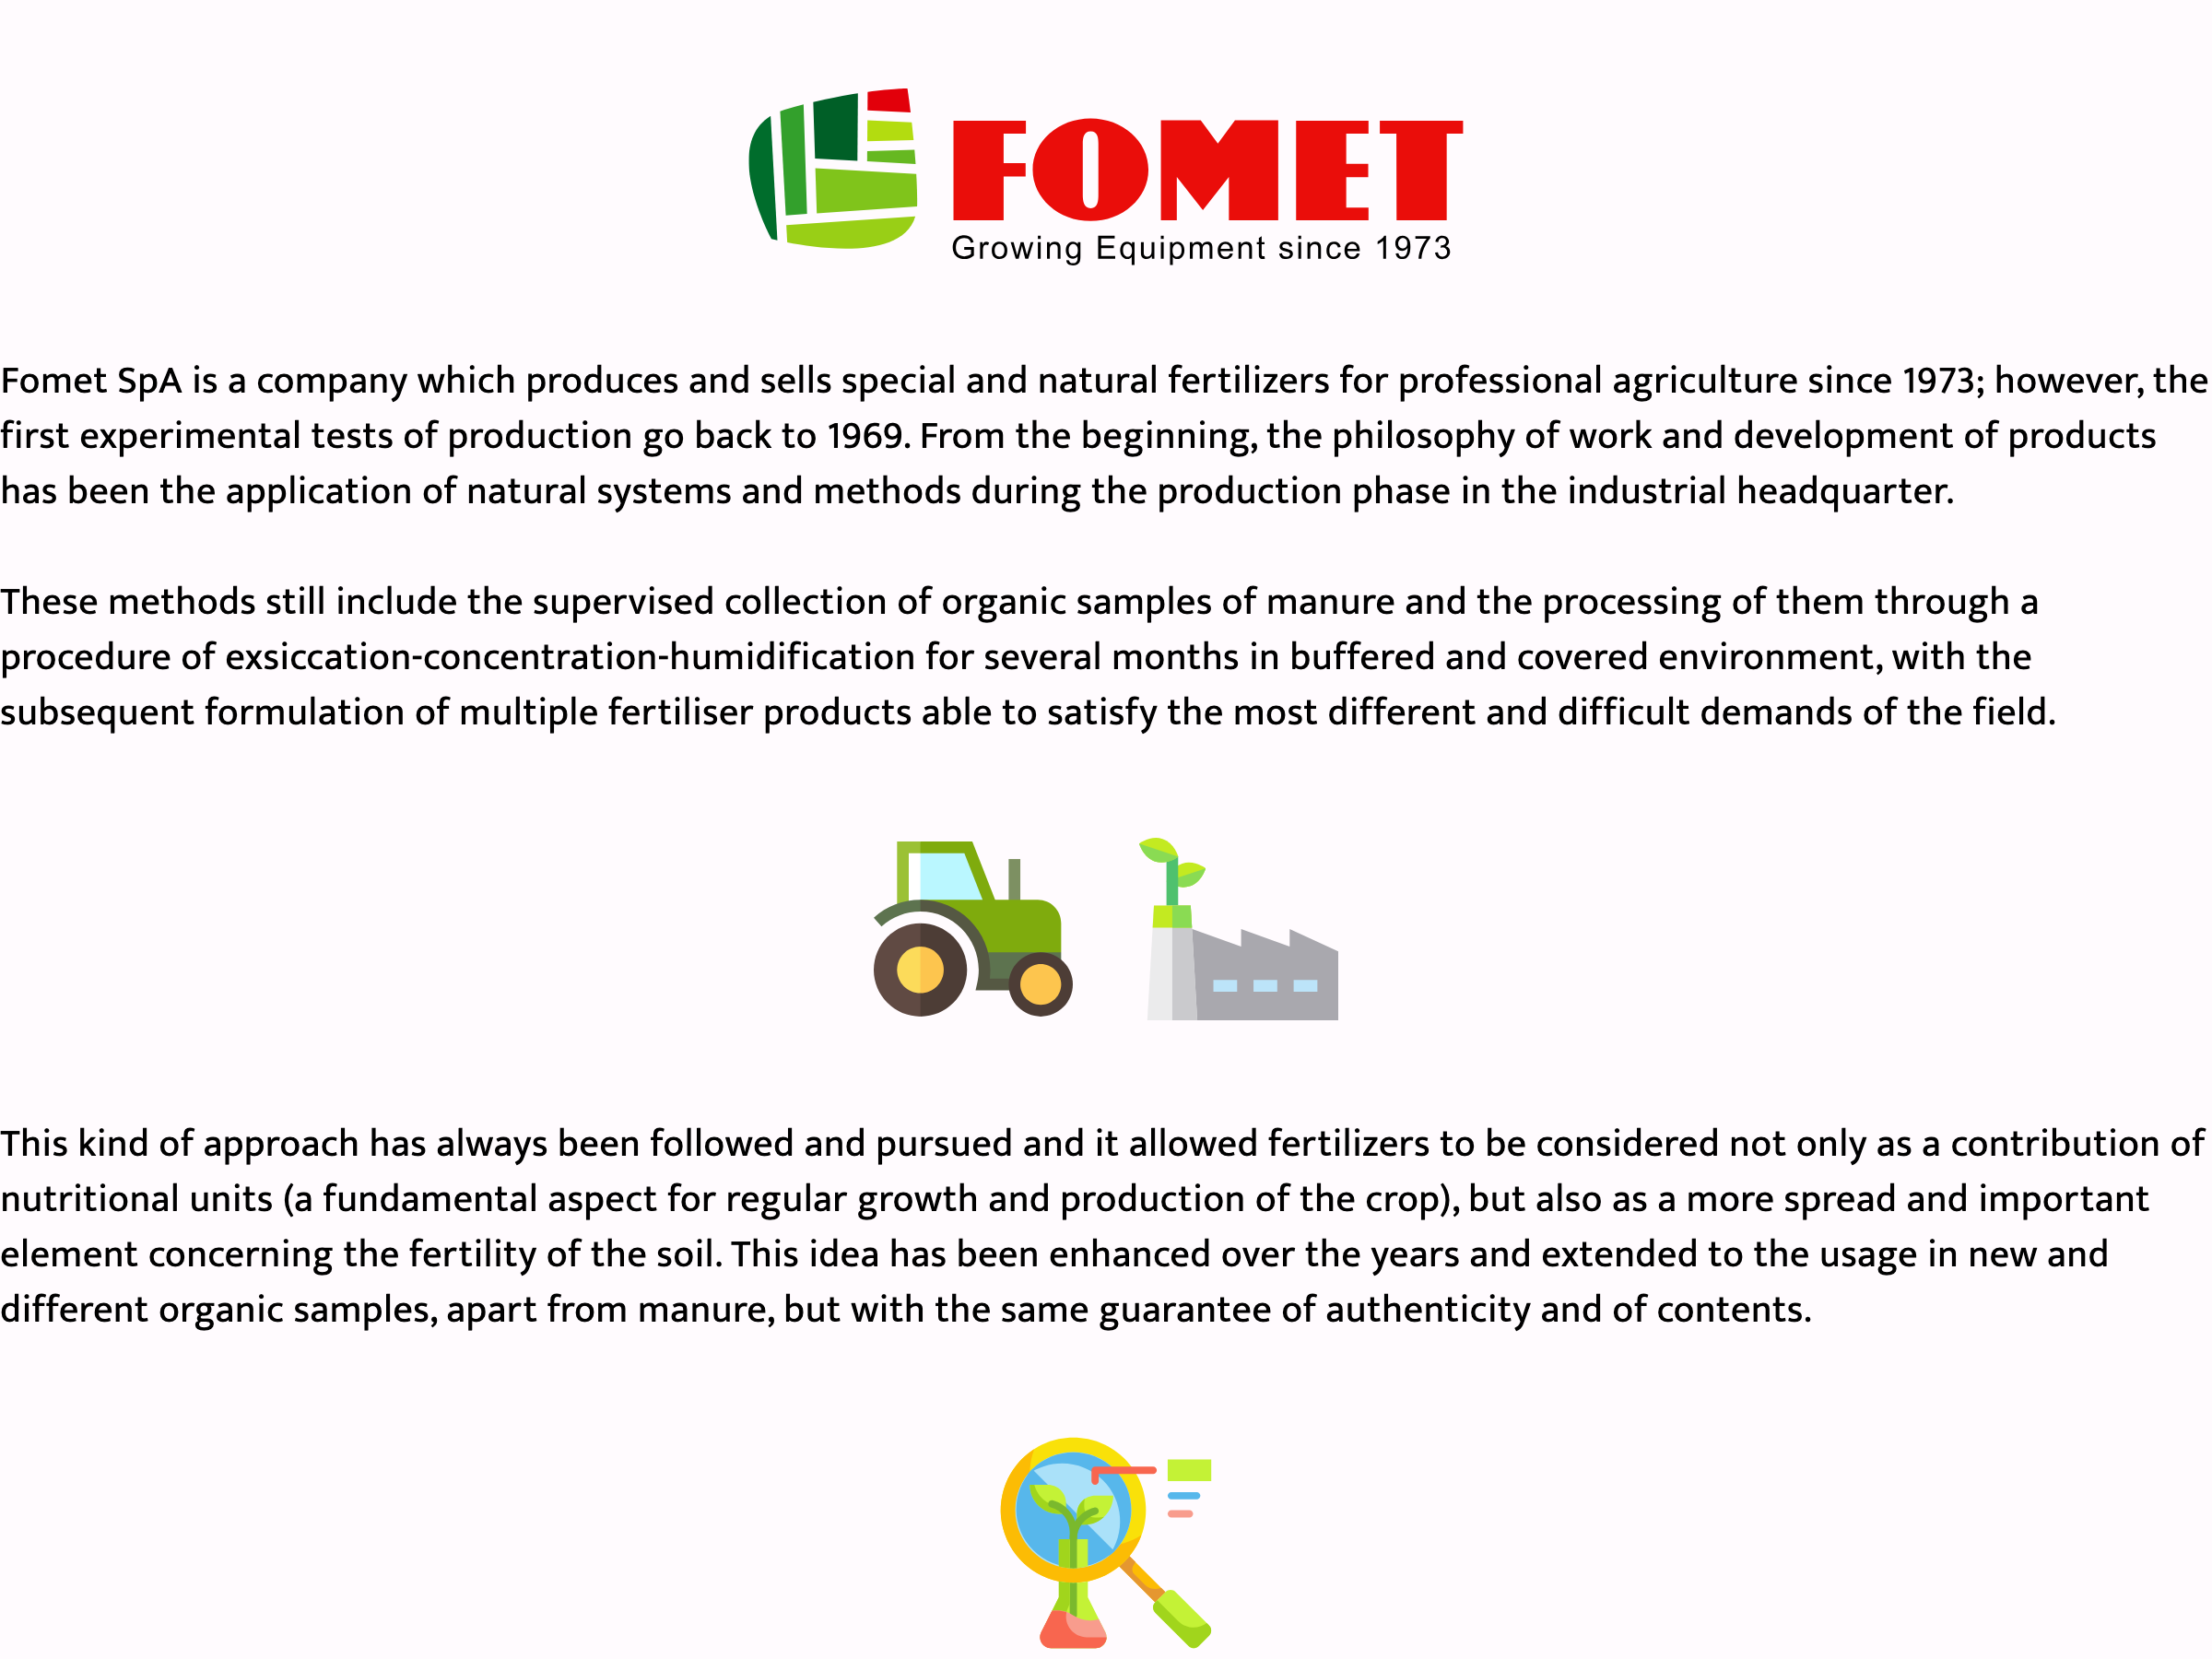 FOMET
Growing Equipment since 1973
Fomet SpA is a company which produces and sells special and natural fertilizers for professional agriculture since 1973; however, the
first experimental tests of production go back to 1969. From the beginning, the philosophy of work and development of products
has been the application of natural systems and methods during the production phase in the industrial headquarter.
These methods still include the supervised collection of organic samples of manure and the processing of them through a
procedure of exsiccation-concentration-humidification for several months in buffered and covered environment, with the
subsequent formulation of multiple fertiliser products able to satisfy the most different and difficult demands of the field.
This kind of approach has always been followed and pursued and it allowed fertilizers to be considered not only as a contribution of
nutritional units (a fundamental aspect for regular growth and production of the crop), but also as a more spread and important
element concerning the fertility of the soil. This idea has been enhanced over the years and extended to the usage in new and
different organic samples, apart from manure, but with the same guarantee of authenticity and of contents.